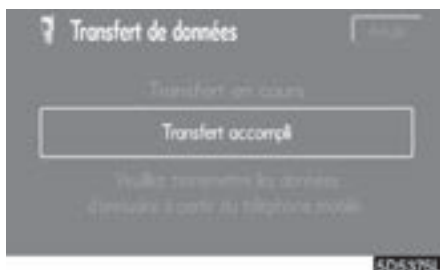 Transfert de données
Transfert en cours
Transfert accompli
Veuillez transmettre les données
d'annuaire à partir du téléphone mobile